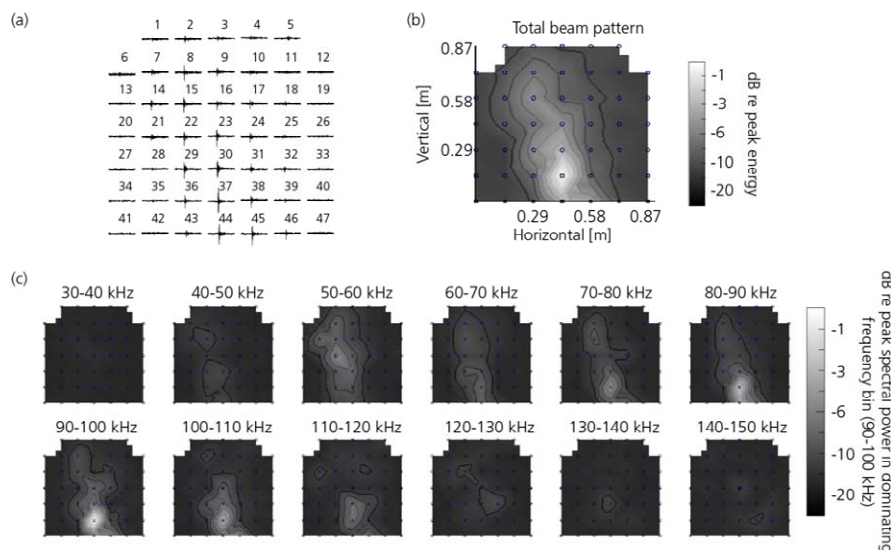 (a)
1 2 3 4 5
6 7 8 9 10 11 12
13 14 15 16 17 18 19
20 21 22 23 24 25 26
27 28 29 30 31 32 33
34 35 36 37 38 39 40
41 42 43 44 45 46 47
(b)
Total beam pattern
0.87
0.58
0.29
Vertical [m]
0.29 0.58 0.87
Horizontal [m]
-1
-3
-6
-10
-20
dB re peak energy
(c)
30-40 kHz 40-50 kHz 50-60 kHz 60-70 kHz 70-80 kHz 80-90 kHz
90-100 kHz 100-110 kHz 110-120 kHz 120-130 kHz 130-140 kHz 140-150 kHz
-1
-3
-6
-10
-20
dB re peak spectral power in dominating
frequency bin (90-100 kHz)